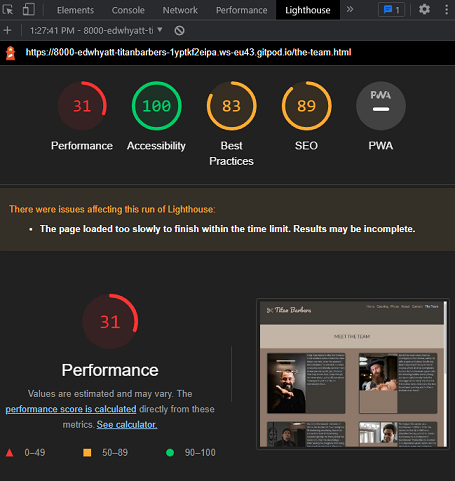 Elements Console Network Performance Lighthouse » 1
+ 1:27:41 PM - 8000-edwhyatt-ti
https://8000-edwhyatt-titanbarbers-1yptkf2eipa.ws-eu43.gitpod.io/the-team.html
31 100 83 89 PWA
Performance Accessibility Best Practices SEO PWA
There were issues affecting this run of Lighthouse:
• The page loaded too slowly to finish within the time limit. Results may be incomplete.
31
Performance
Values are estimated and may vary. The
performance score is calculated directly from these
metrics. See calculator.
0–49 50–89 90–100
Titan Barbers
MEET THE TEAM